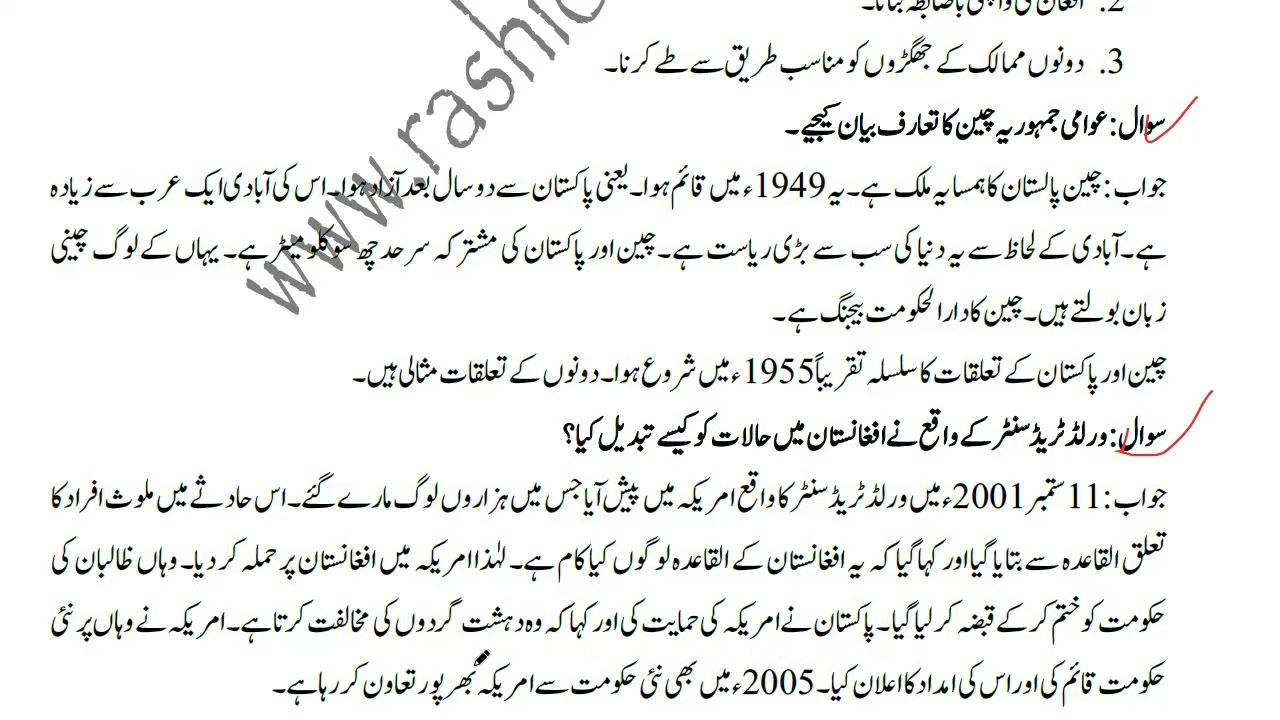 2. افغان کی واپسی باضابطہ بنانا۔
3. دونوں ممالک کے جھگڑوں کو مناسب طریق سے طے کرنا۔
سوال: عوامی جمہوریہ چین کا تعارف بیان کیجیے۔
جواب: چین پالستان کا ہمسایہ ملک ہے۔ یہ 1949ء میں قائم ہوا۔ یعنی پاکستان سے دو سال بعد آزاد ہوا۔ اس کی آبادی ایک عرب سے زیادہ
ہے۔ آبادی کے لحاظ سے یہ دنیا کی سب سے بڑی ریاست ہے۔ چین اور پاکستان کی مشترکہ سرحد چھ سو کلومیٹر ہے۔ یہاں کے لوگ چینی
زبان بولتے ہیں۔ چین کا دارالحکومت بیجنگ ہے۔
چین اور پاکستان کے تعلقات کا سلسلہ تقریباً 1955ء میں شروع ہوا۔ دونوں کے تعلقات مثالی ہیں۔
سوال: ورلڈ ٹریڈ سنٹر کے واقع نے افغانستان میں حالات کو کیسے تبدیل کیا؟
جواب: 11 ستمبر 2001ء میں ورلڈ ٹریڈ سنٹر کا واقع امریکہ میں پیش آیا جس میں ہزاروں لوگ مارے گئے۔ اس حادثے میں ملوث افراد کا
تعلق القاعدہ سے بتایا گیا اور کہا گیا کہ یہ افغانستان کے القاعدہ لوگوں کیا کام ہے۔ لہٰذا امریکہ میں افغانستان پر حملہ کر دیا۔ وہاں ظالبان کی
حکومت کو ختم کر کے قبضہ کر لیا گیا۔ پاکستان نے امریکہ کی حمایت کی اور کہا کہ وہ دہشت گردوں کی مخالفت کرتا ہے۔ امریکہ نے وہاں پر نئی
حکومت قائم کی اور اس کی امداد کا اعلان کیا۔ 2005ء میں بھی نئی حکومت سے امریکہ بھرپور تعاون کر رہا ہے۔
www.rashid